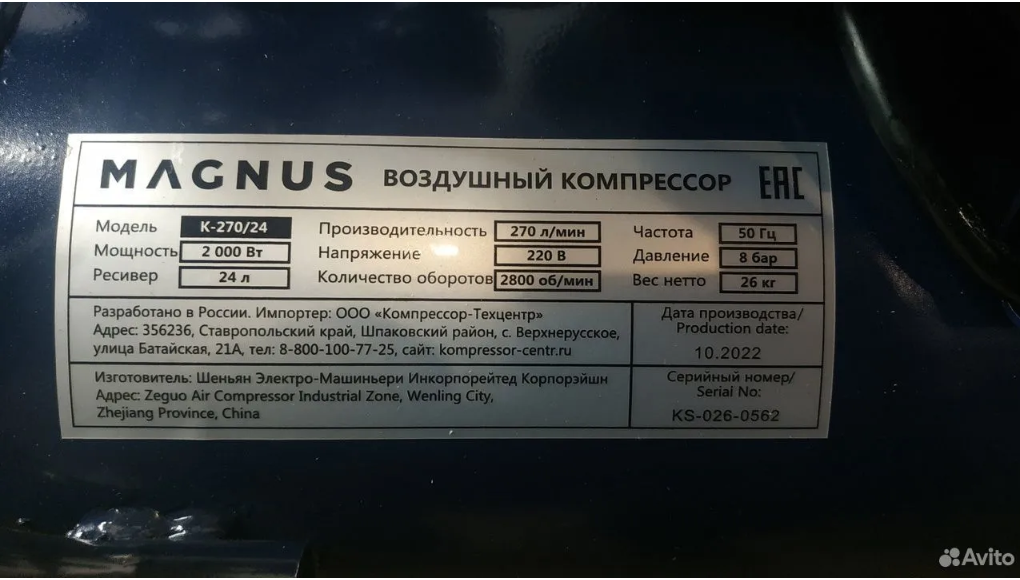 MAGNUS ВОЗДУШНЫЙ КОМПРЕССОР EAC
Модель К-270/24 Производительность 270 л/мин Частота 50 Гц
Мощность 2 000 Вт Напряжение 220 В Давление 8 бар
Ресивер 24 л Количество оборотов 2800 об/мин Вес нетто 26 кг
Разработано в России. Импортер: ООО «Компрессор-Техцентр»
Адрес: 356236, Ставропольский край, Шпаковский район, с. Верхнерусское,
улица Батайская, 21А, тел: 8-800-100-77-25, сайт: kompressor-centr.ru
Дата производства/
Production date:
10.2022
Изготовитель: Шеньян Электро-Машиньери Инкорпорейтед Корпорэйшн
Адрес: Zeguo Air Compressor Industrial Zone, Wenling City,
Zhejiang Province, China
Серийный номер/
Serial No:
KS-026-0562
Avito